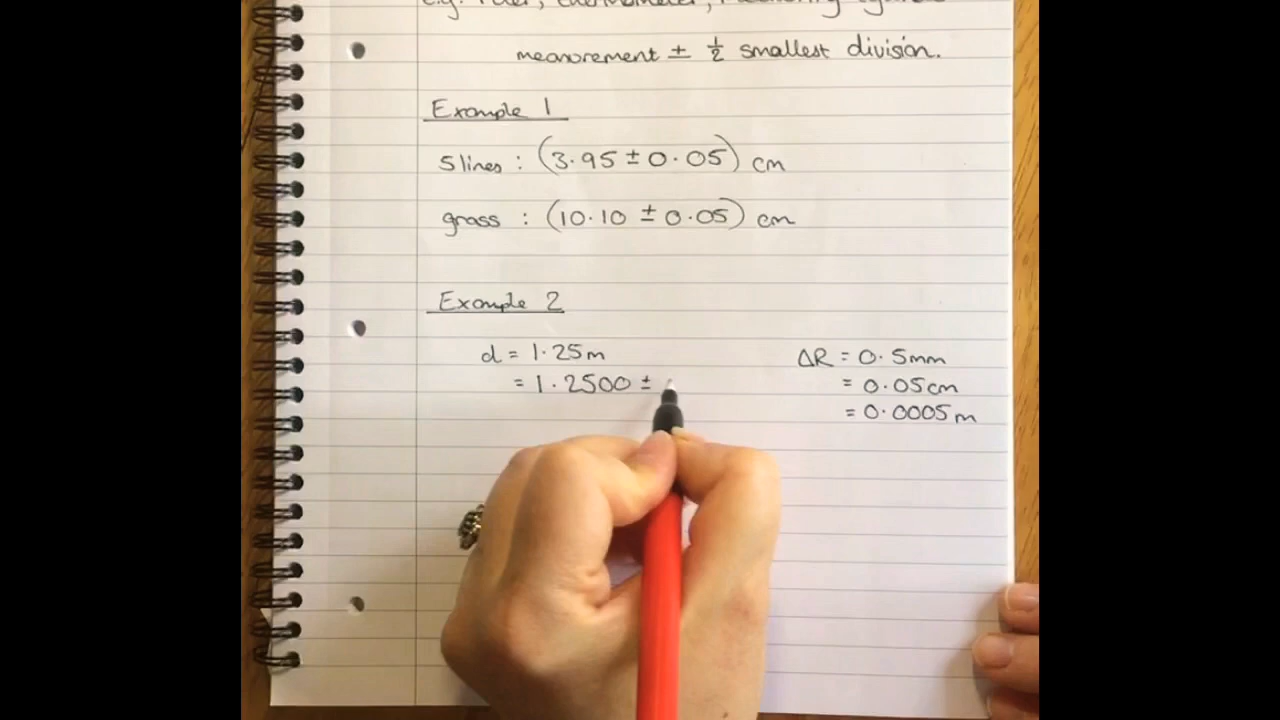 measurement ± ½ smallest division.
Example 1
5 lines : (3.95 ± 0.05) cm
grass : (10.10 ± 0.05) cm
Example 2
d = 1.25m
= 1.2500 ±
ΔR = 0.5mm
= 0.05cm
= 0.0005m